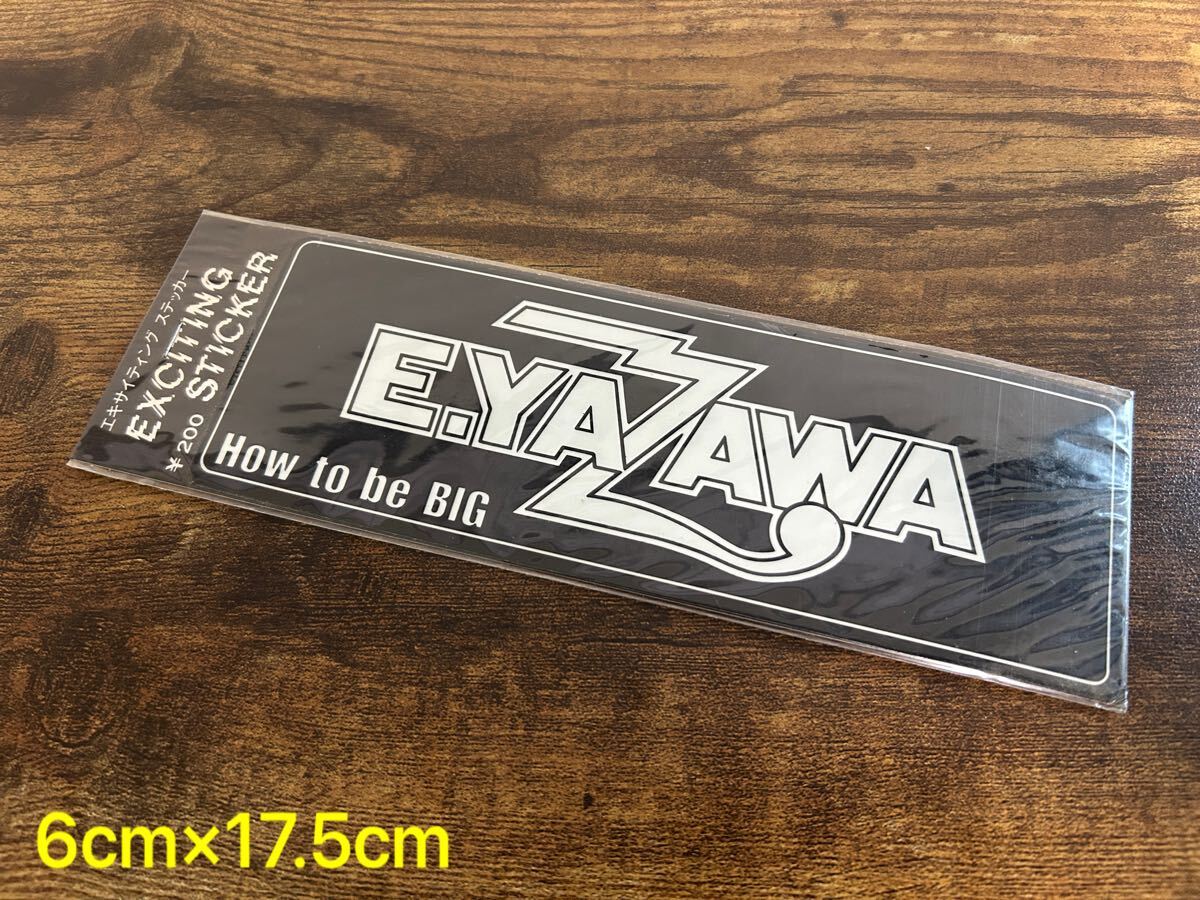 エキサイティング ステッカー
EXCITING
¥200 STICKER
E.YAZAWA
How to be BIG
6cm×17.5cm